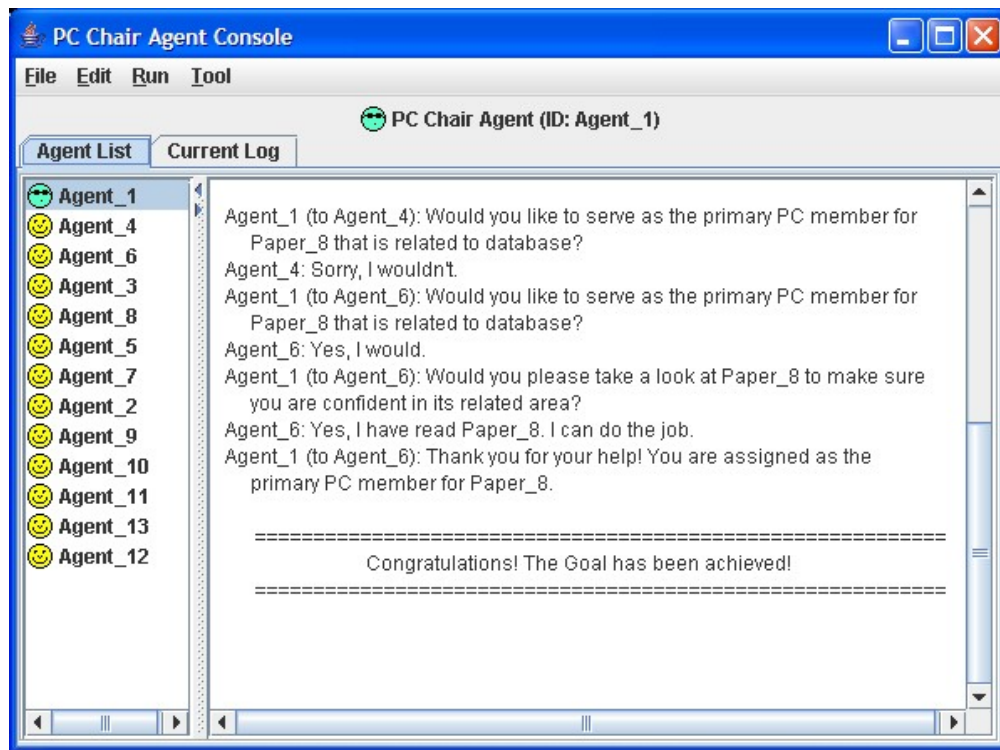 PC Chair Agent Console
File Edit Run Tool
PC Chair Agent (ID: Agent_1)
Agent List Current Log
Agent_1
Agent_4
Agent_6
Agent_3
Agent_8
Agent_5
Agent_7
Agent_2
Agent_9
Agent_10
Agent_11
Agent_13
Agent_12
Agent_1 (to Agent_4): Would you like to serve as the primary PC member for
Paper_8 that is related to database?
Agent_4: Sorry, I wouldn't.
Agent_1 (to Agent_6): Would you like to serve as the primary PC member for
Paper_8 that is related to database?
Agent_6: Yes, I would.
Agent_1 (to Agent_6): Would you please take a look at Paper_8 to make sure
you are confident in its related area?
Agent_6: Yes, I have read Paper_8. I can do the job.
Agent_1 (to Agent_6): Thank you for your help! You are assigned as the
primary PC member for Paper_8.
===========================================================
Congratulations! The Goal has been achieved!
===========================================================